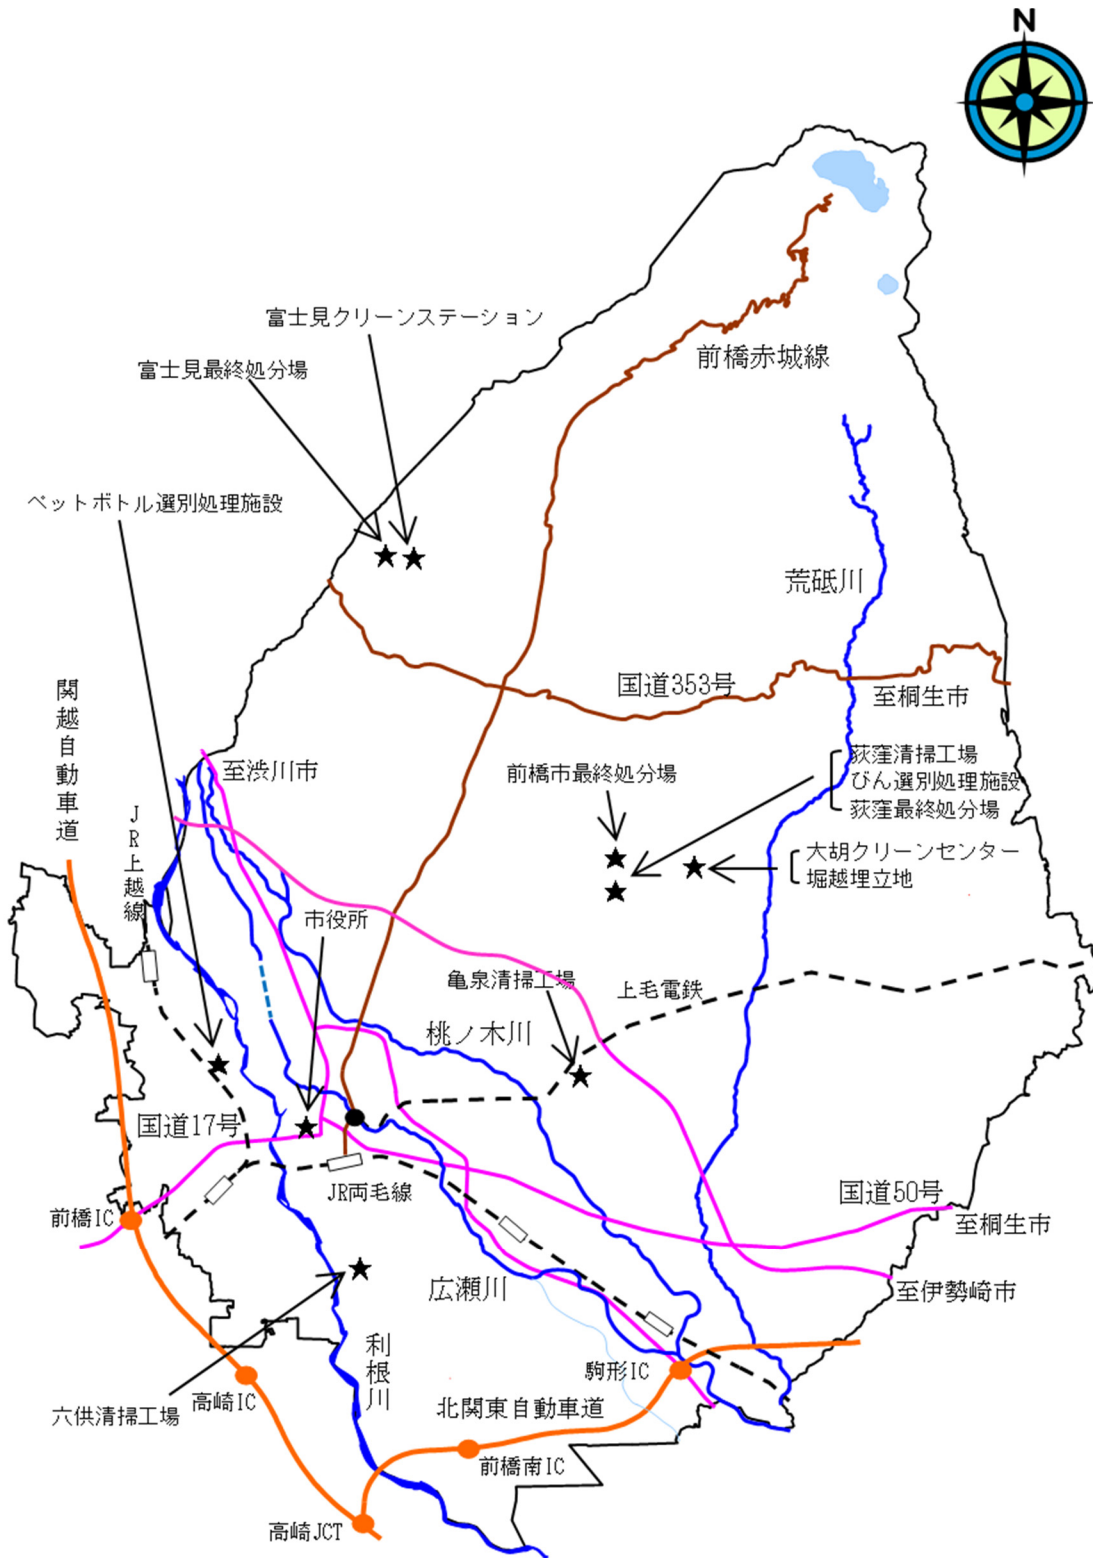 N
富士見クリーンステーション
前橋赤城線
富士見最終処分場
ペットボトル選別処理施設
荒砥川
国道353号
至桐生市
関越自動車道
至渋川市
前橋市最終処分場
荻窪清掃工場
びん選別処理施設
荻窪最終処分場
JR上越線
大胡クリーンセンター
堀越埋立地
市役所
亀泉清掃工場
上毛電鉄
桃ノ木川
国道17号
JR両毛線
国道50号
前橋IC
至桐生市
広瀬川
至伊勢崎市
利根川
駒形IC
高崎IC
六供清掃工場
北関東自動車道
前橋南IC
高崎JCT